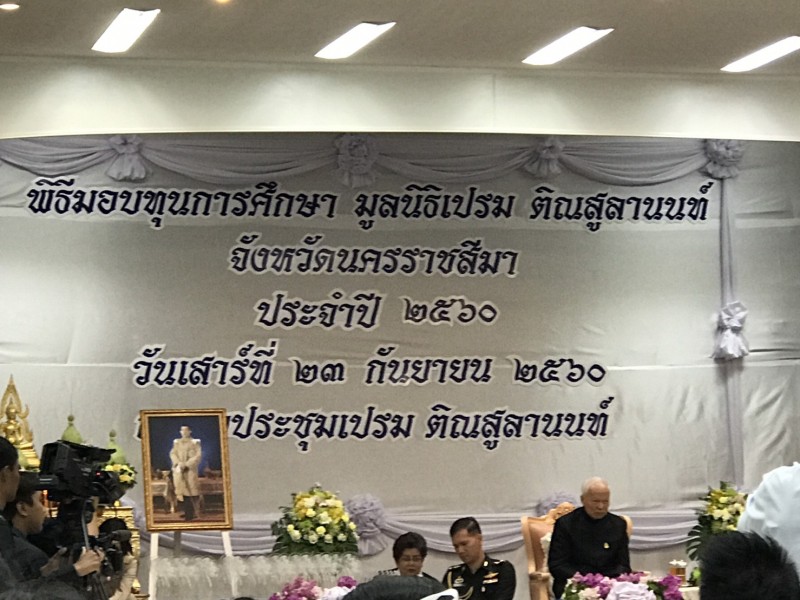 พิธีมอบทุนการศึกษา มูลนิธิเปรม ติณสูลานนท์
จังหวัดนครราชสีมา
ประจำปี ๒๕๖๐
วันเสาร์ที่ ๒๓ กันยายน ๒๕๖๐
ประชุมเปรม ติณสูลานนท์